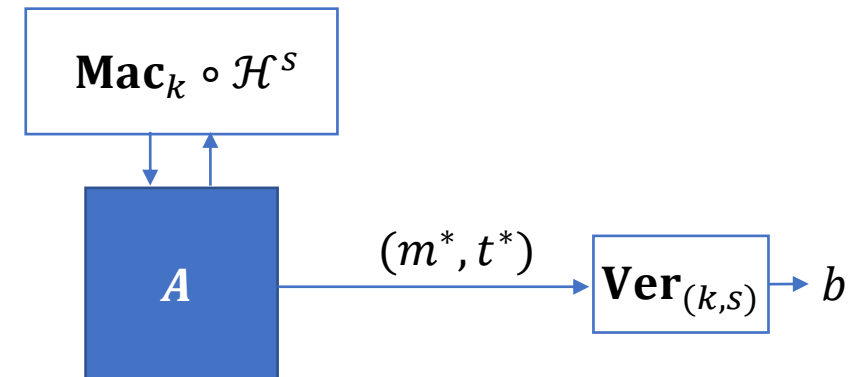 Mac_k ∘ ℋ^s
A
(m*, t*)
Ver_(k,s)
b